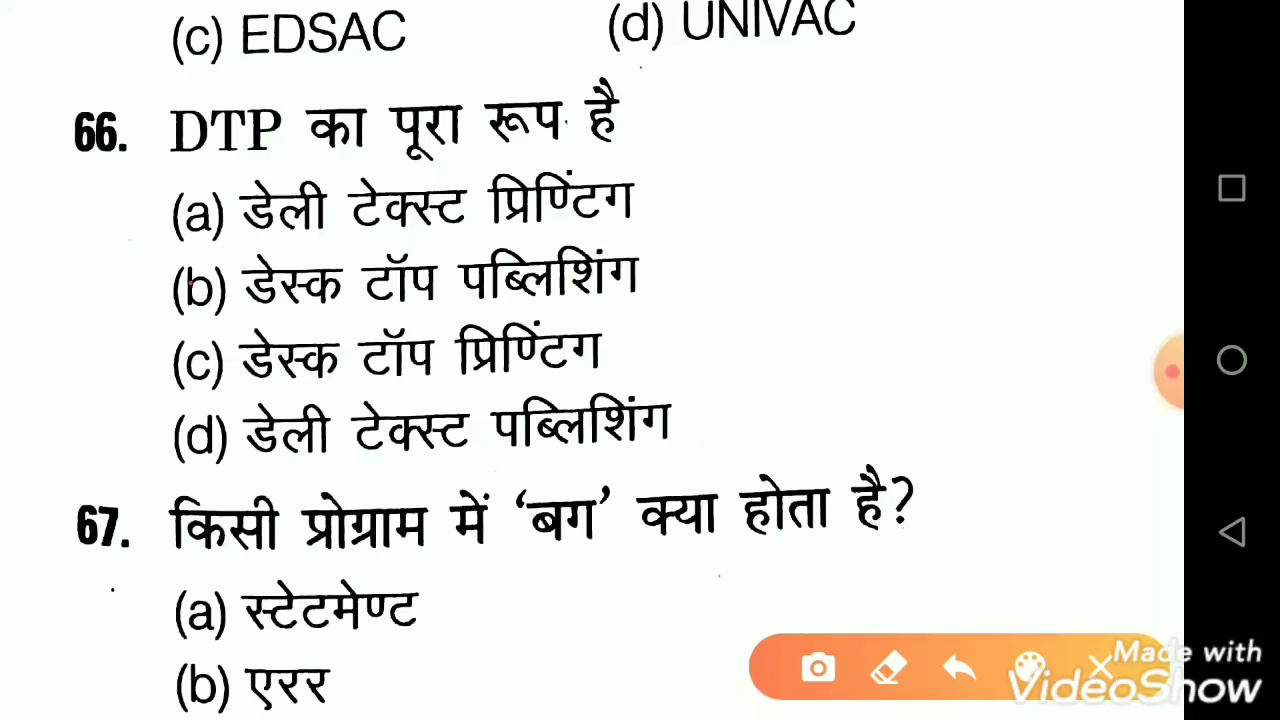 (c) EDSAC (d) UNIVAC
66. DTP का पूरा रूप है
(a) डेली टेक्स्ट प्रिण्टिंग
(b) डेस्क टॉप पब्लिशिंग
(c) डेस्क टॉप प्रिण्टिंग
(d) डेली टेक्स्ट पब्लिशिंग
67. किसी प्रोग्राम में ‘बग’ क्या होता है?
(a) स्टेटमेण्ट
(b) एरर
Made with
VideoShow